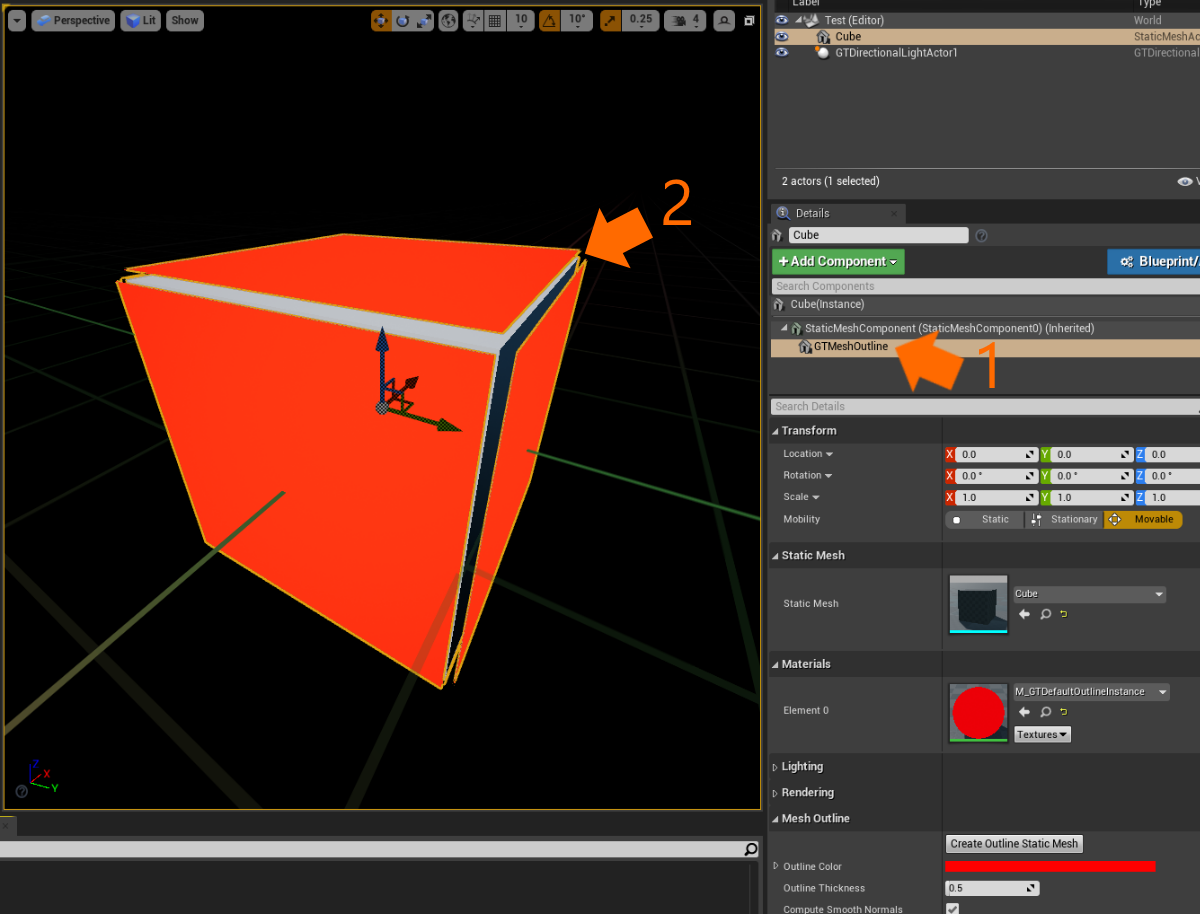 Perspective
Lit
Show
10
10°
0.25
4
2
1
Z
X
Y
Label
Type
Test (Editor)
World
Cube
StaticMeshAc
GTDirectionalLightActor1
GTDirectional
2 actors (1 selected)
Details
Cube
+Add Component
Blueprint/
Search Components
Cube(Instance)
StaticMeshComponent (StaticMeshComponent0) (Inherited)
GTMeshOutline
Search Details
Transform
Location
X 0.0
Y 0.0
Z 0.0
Rotation
X 0.0 °
Y 0.0 °
Z 0.0 °
Scale
X 1.0
Y 1.0
Z 1.0
Mobility
Static
Stationary
Movable
Static Mesh
Static Mesh
Cube
Materials
Element 0
M_GTDefaultOutlineInstance
Textures
Lighting
Rendering
Mesh Outline
Create Outline Static Mesh
Outline Color
Outline Thickness
0.5
Compute Smooth Normals